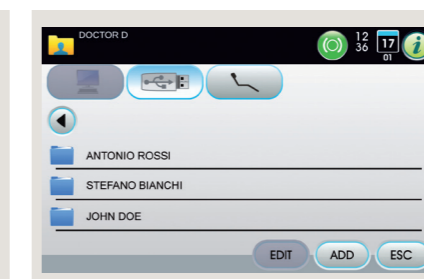 DOCTOR D
12
36
17
01
i
ANTONIO ROSSI
STEFANO BIANCHI
JOHN DOE
EDIT
ADD
ESC